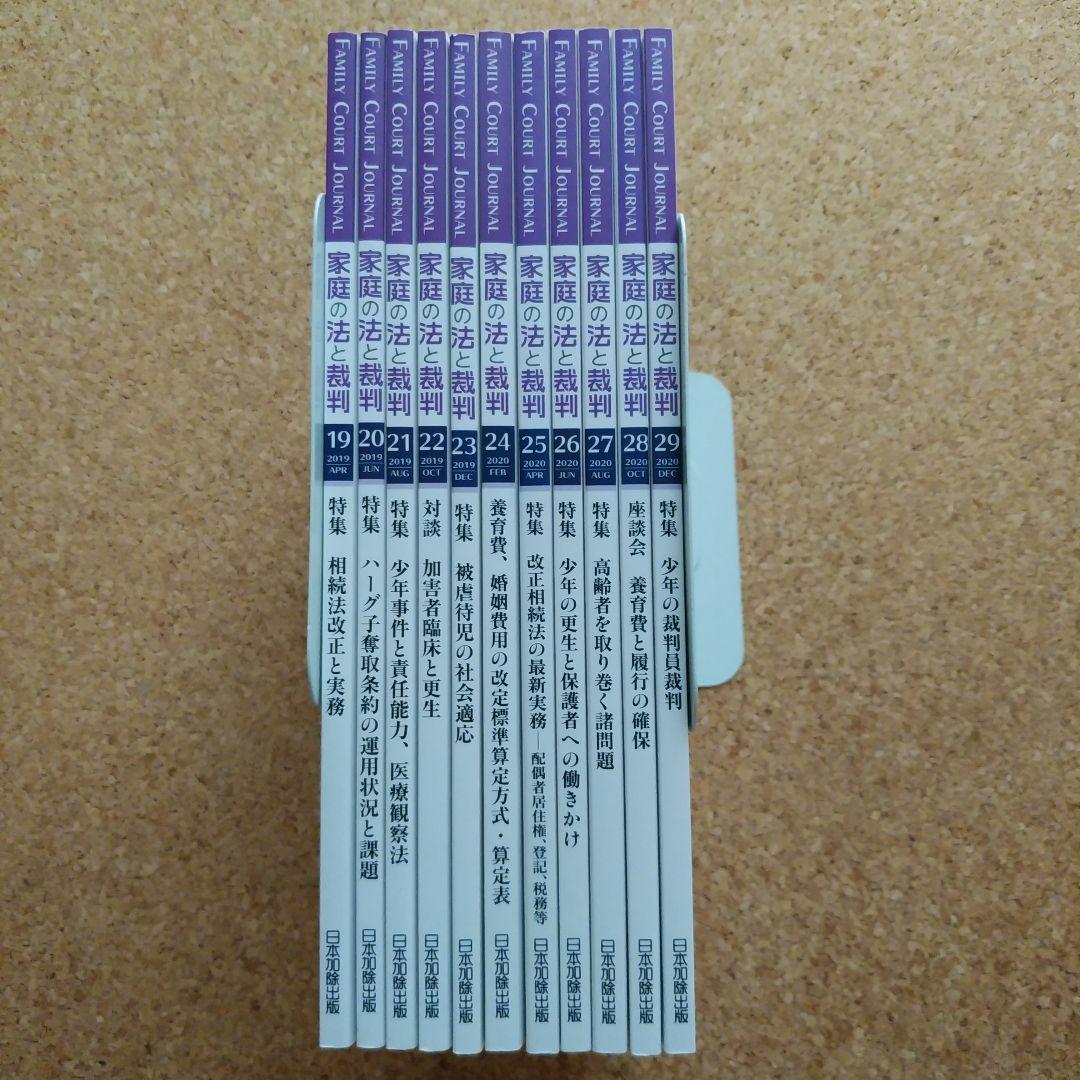 FAMILY COURT JOURNAL
家庭の法と裁判
19
2019
APR
特集 相続法改正と実務
日本加除出版
FAMILY COURT JOURNAL
家庭の法と裁判
20
2019
JUN
特集 ハーグ子奪取条約の運用状況と課題
日本加除出版
FAMILY COURT JOURNAL
家庭の法と裁判
21
2019
AUG
特集 少年事件と責任能力、医療観察法
日本加除出版
FAMILY COURT JOURNAL
家庭の法と裁判
22
2019
OCT
対談 加害者臨床と更生
日本加除出版
FAMILY COURT JOURNAL
家庭の法と裁判
23
2019
DEC
特集 被虐待児の社会適応
日本加除出版
FAMILY COURT JOURNAL
家庭の法と裁判
24
2020
FEB
養育費、婚姻費用の改定標準算定方式・算定表
日本加除出版
FAMILY COURT JOURNAL
家庭の法と裁判
25
2020
APR
特集 改正相続法の最新実務―配偶者居住権、登記、税務等
日本加除出版
FAMILY COURT JOURNAL
家庭の法と裁判
26
2020
JUN
特集 少年の更生と保護者への働きかけ
日本加除出版
FAMILY COURT JOURNAL
家庭の法と裁判
27
2020
AUG
特集 高齢者を取り巻く諸問題
日本加除出版
FAMILY COURT JOURNAL
家庭の法と裁判
28
2020
OCT
座談会 養育費と履行の確保
日本加除出版
FAMILY COURT JOURNAL
家庭の法と裁判
29
2020
DEC
特集 少年の裁判員裁判
日本加除出版